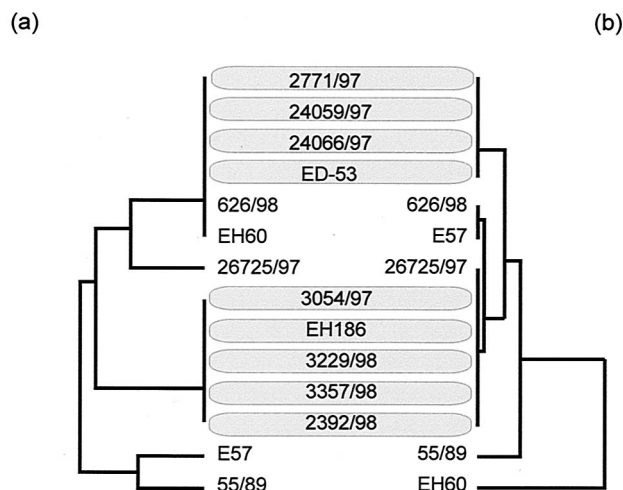 (a) (b)
2771/97
24059/97
24066/97
ED-53
626/98 626/98
EH60 E57
26725/97 26725/97
3054/97
EH186
3229/98
3357/98
2392/98
E57 55/89
55/89 EH60